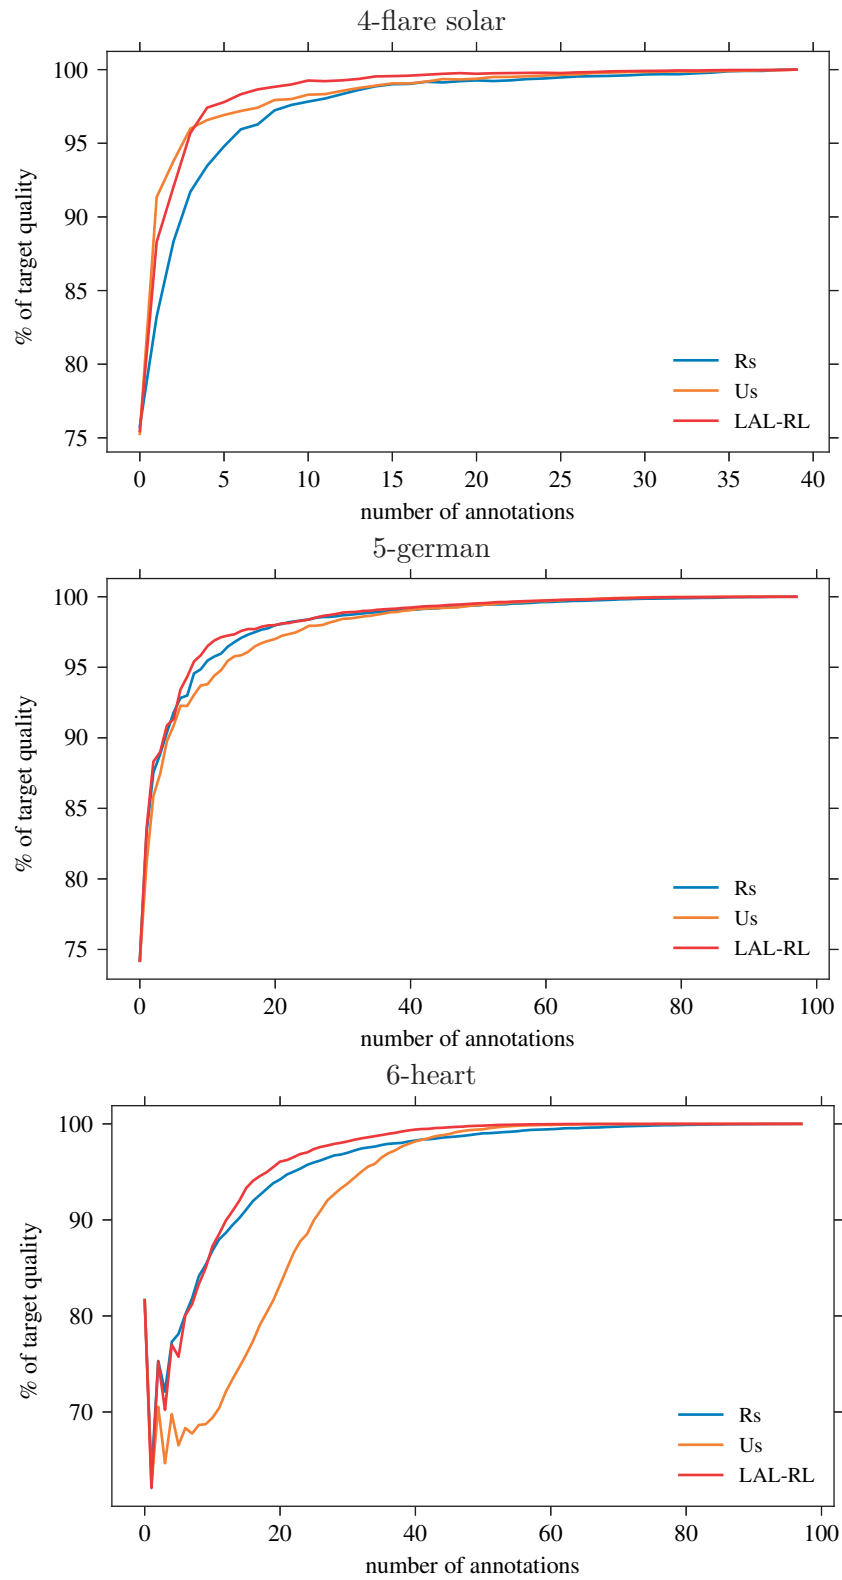 4-flare solar
100
95
90
85
80
75
% of target quality
Rs
Us
LAL-RL
0 5 10 15 20 25 30 35 40
number of annotations
5-german
100
95
90
85
80
75
% of target quality
Rs
Us
LAL-RL
0 20 40 60 80 100
number of annotations
6-heart
100
90
80
70
% of target quality
Rs
Us
LAL-RL
0 20 40 60 80 100
number of annotations